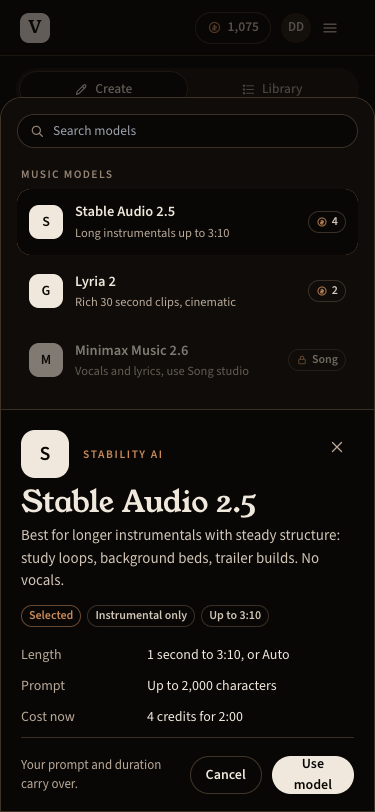 V
1,075
DD
Create
Library
Search models
MUSIC MODELS
S
Stable Audio 2.5
Long instrumentals up to 3:10
4
G
Lyria 2
Rich 30 second clips, cinematic
2
M
Minimax Music 2.6
Vocals and lyrics, use Song studio
Song
S
STABILITY AI
Stable Audio 2.5
Best for longer instrumentals with steady structure:
study loops, background beds, trailer builds. No
vocals.
Selected
Instrumental only
Up to 3:10
Length
1 second to 3:10, or Auto
Prompt
Up to 2,000 characters
Cost now
4 credits for 2:00
Your prompt and duration
carry over.
Cancel
Use
model